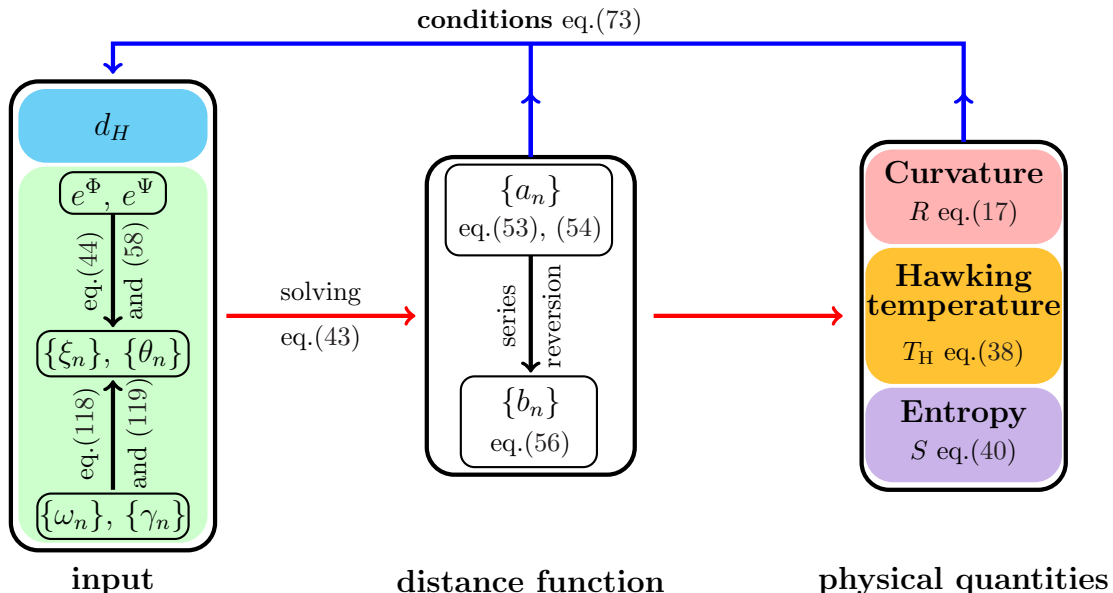 conditions eq.(73)
d_H
e^Φ, e^Ψ
eq.(44)
and (58)
{ξ_n}, {θ_n}
eq.(118)
and (119)
{ω_n}, {γ_n}
input
solving
eq.(43)
{a_n}
eq.(53), (54)
series
reversion
{b_n}
eq.(56)
distance function
Curvature
R eq.(17)
Hawking
temperature
T_H eq.(38)
Entropy
S eq.(40)
physical quantities